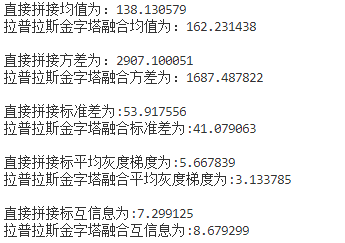 直接拼接均值为：138.130579
拉普拉斯金字塔融合均值为：162.231438
直接拼接方差为：2907.100051
拉普拉斯金字塔融合方差为：1687.487822
直接拼接标准差为:53.917556
拉普拉斯金字塔融合标准差为:41.079063
直接拼接标平均灰度梯度为:5.667839
拉普拉斯金字塔融合平均灰度梯度为:3.133785
直接拼接标互信息为:7.299125
拉普拉斯金字塔融合互信息为:8.679299